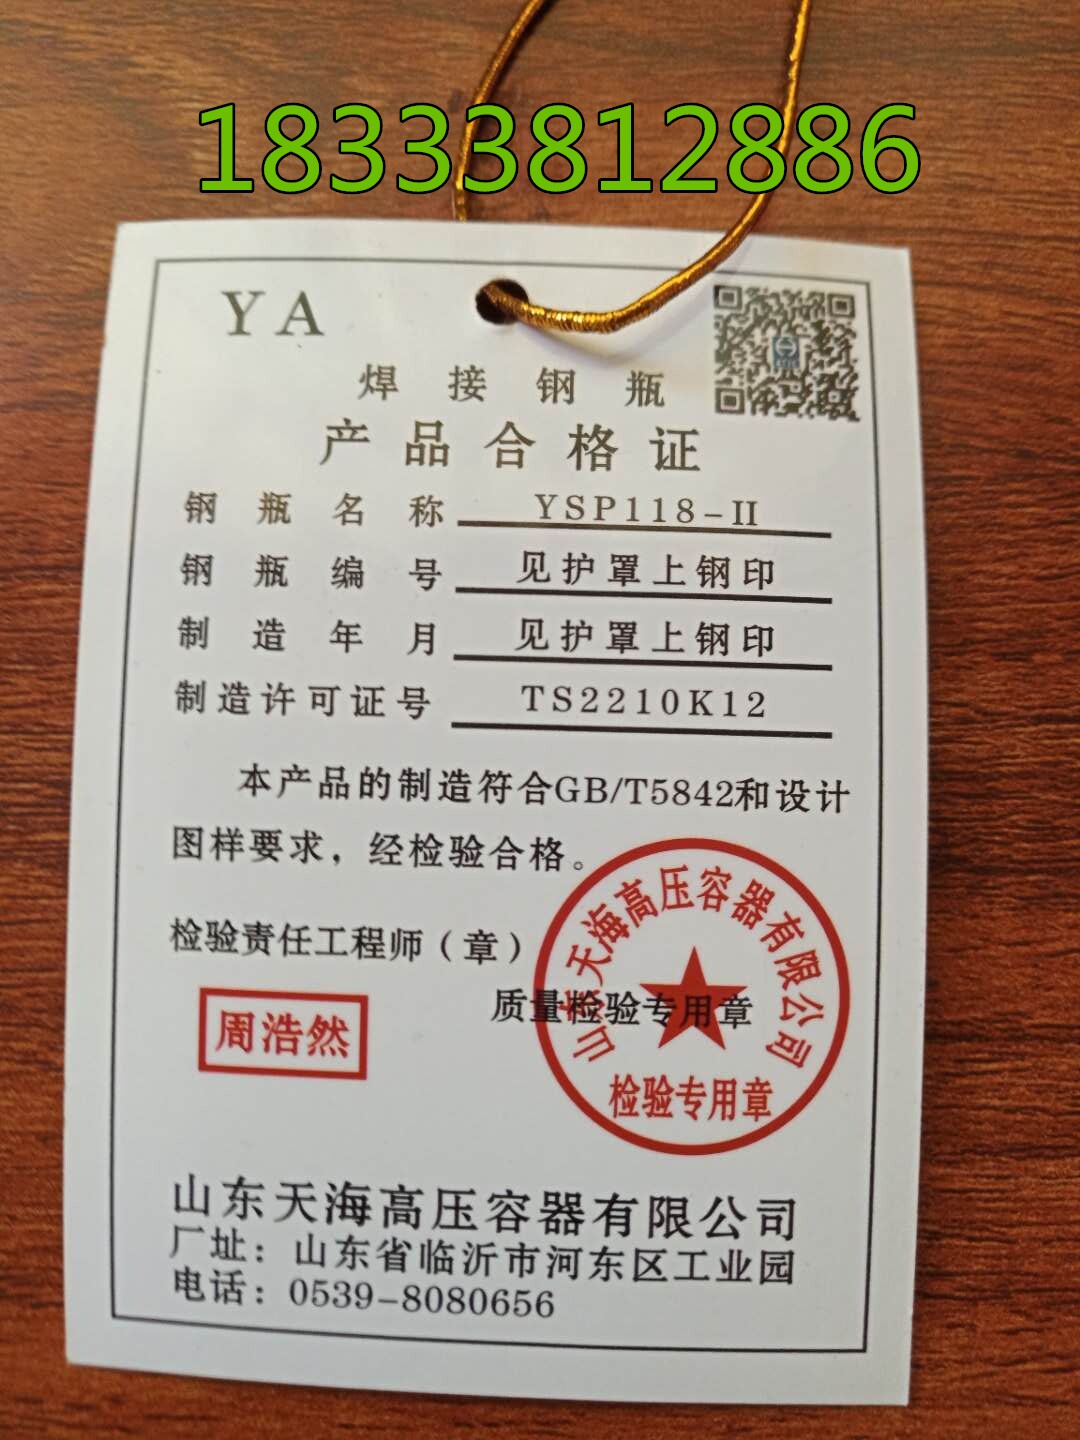 18333812886
YA
焊接钢瓶
产品合格证
钢瓶名称 YSP118-II
钢瓶编号 见护罩上钢印
制造年月 见护罩上钢印
制造许可证号 TS2210K12
本产品的制造符合GB/T5842和设计
图样要求，经检验合格。
检验责任工程师（章）
质量检验专用章
周浩然
山东天海高压容器有限公司
检验专用章
山东天海高压容器有限公司
厂址：山东省临沂市河东区工业园
电话：0539-8080656